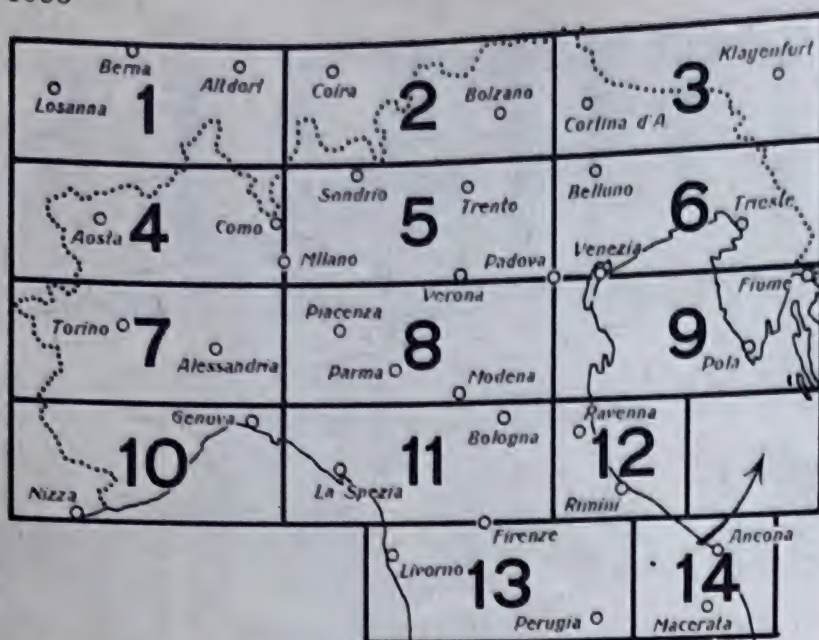 Berna
Altdorf
Losanna
1
Coira
2
Bolzano
Klagenfurt
3
Cortina d'A.
Aosta
4
Como
Sondrio
5
Trento
Milano
Verona
Padova
Belluno
6
Trieste
Venezia
Fiume
Torino
7
Alessandria
Piacenza
8
Parma
Modena
9
Pola
Genova
10
Nizza
Bologna
11
La Spezia
Ravenna
12
Rimini
Firenze
Livorno
13
Perugia
Ancona
14
Macerata